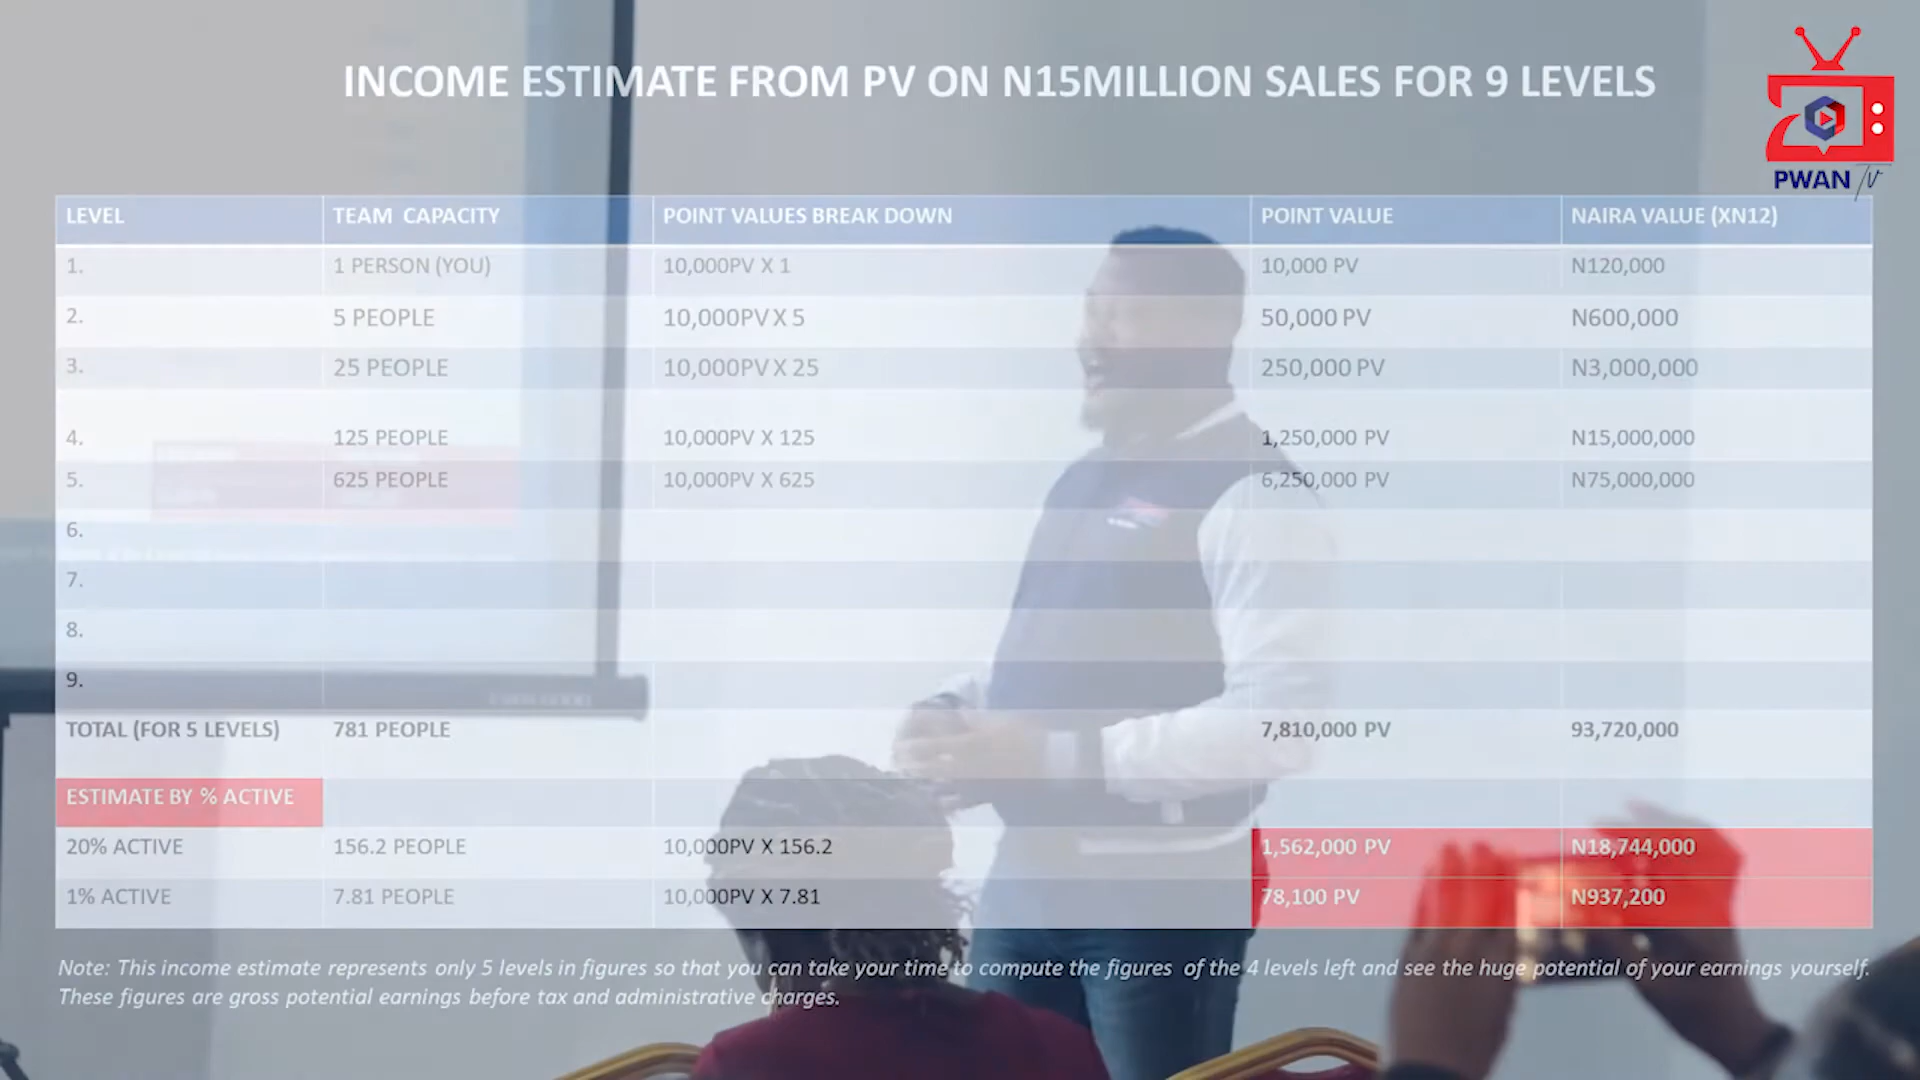 INCOME ESTIMATE FROM PV ON N15MILLION SALES FOR 9 LEVELS
PWAN TV
LEVEL TEAM CAPACITY POINT VALUES BREAK DOWN POINT VALUE NAIRA VALUE (XN12)
1. 1 PERSON (YOU) 10,000PV X 1 10,000 PV N120,000
2. 5 PEOPLE 10,000PV X 5 50,000 PV N600,000
3. 25 PEOPLE 10,000PV X 25 250,000 PV N3,000,000
4. 125 PEOPLE 10,000PV X 125 1,250,000 PV N15,000,000
5. 625 PEOPLE 10,000PV X 625 6,250,000 PV N75,000,000
6.
7.
8.
9.
TOTAL (FOR 5 LEVELS) 781 PEOPLE 7,810,000 PV 93,720,000
ESTIMATE BY % ACTIVE
20% ACTIVE 156.2 PEOPLE 10,000PV X 156.2 1,562,000 PV N18,744,000
1% ACTIVE 7.81 PEOPLE 10,000PV X 7.81 78,100 PV N937,200
Note: This income estimate represents only 5 levels in figures so that you can take your time to compute the figures of the 4 levels left and see the huge potential of your earnings yourself.
These figures are gross potential earnings before tax and administrative charges.